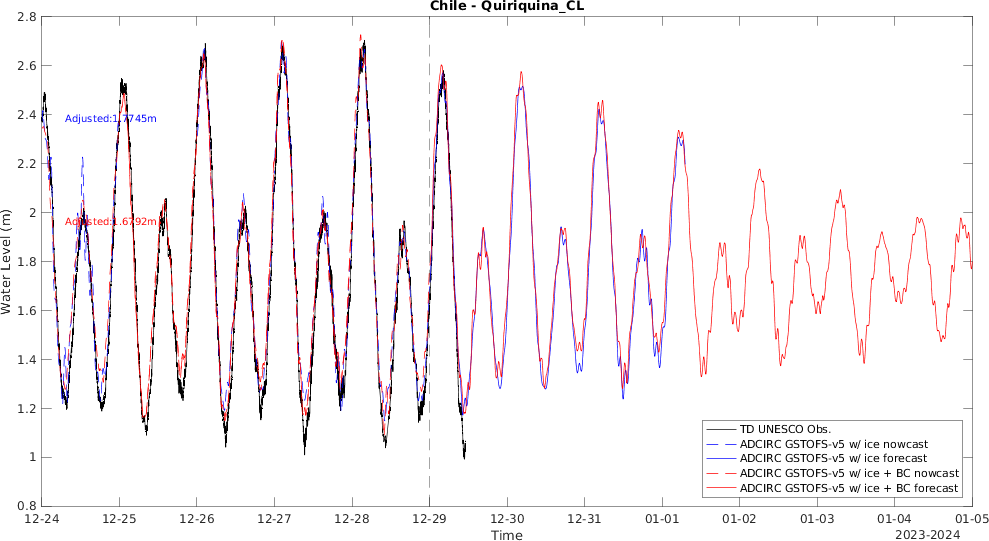 Chile - Quiriquina_CL
Water Level (m)
2.8
2.6
2.4
2.2
2
1.8
1.6
1.4
1.2
1
0.8
Adjusted:1.7745m
Adjusted:1.6792m
TD UNESCO Obs.
ADCIRC GSTOFS-v5 w/ ice nowcast
ADCIRC GSTOFS-v5 w/ ice forecast
ADCIRC GSTOFS-v5 w/ ice + BC nowcast
ADCIRC GSTOFS-v5 w/ ice + BC forecast
12-24 12-25 12-26 12-27 12-28 12-29 12-30 12-31 01-01 01-02 01-03 01-04 01-05
Time
2023-2024